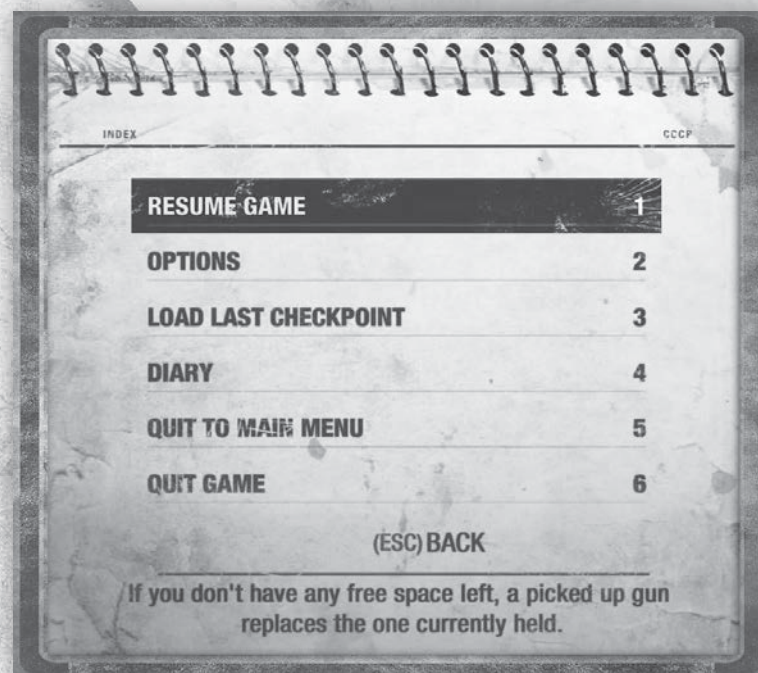 INDEX CCCP
RESUME GAME 1
OPTIONS 2
LOAD LAST CHECKPOINT 3
DIARY 4
QUIT TO MAIN MENU 5
QUIT GAME 6
(ESC) BACK
If you don't have any free space left, a picked up gun
replaces the one currently held.